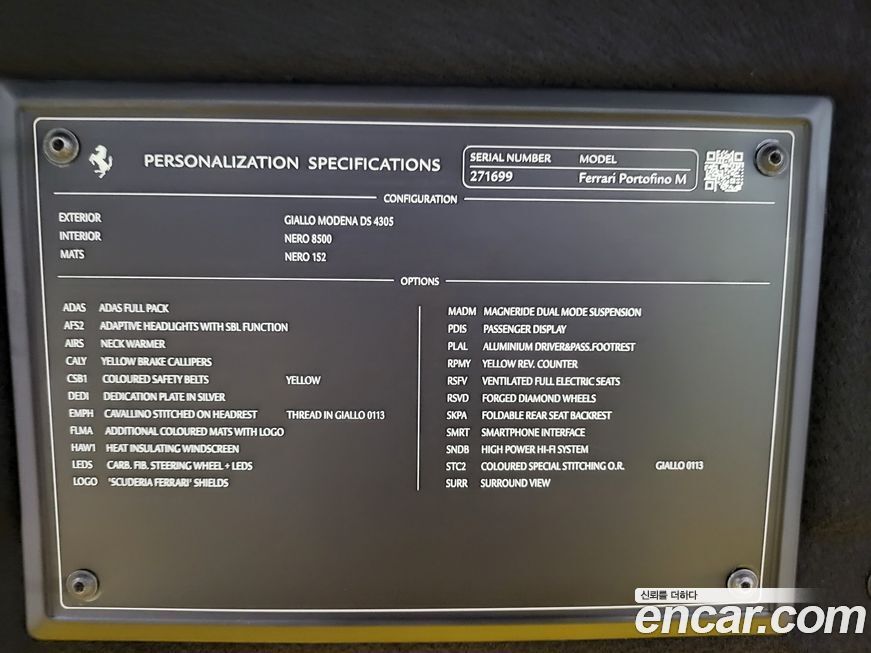 PERSONALIZATION SPECIFICATIONS
SERIAL NUMBER MODEL
271699 Ferrari Portofino M
CONFIGURATION
EXTERIOR GIALLO MODENA DS 4305
INTERIOR NERO 8500
MATS NERO 152
OPTIONS
ADAS ADAS FULL PACK
AFS2 ADAPTIVE HEADLIGHTS WITH SBL FUNCTION
AIRS NECK WARMER
CALY YELLOW BRAKE CALLIPERS
CSB1 COLOURED SAFETY BELTS YELLOW
DEDI DEDICATION PLATE IN SILVER
EMPH CAVALLINO STITCHED ON HEADREST THREAD IN GIALLO 0113
FLMA ADDITIONAL COLOURED MATS WITH LOGO
HAW1 HEAT INSULATING WINDSCREEN
LEDS CARB. FIB. STEERING WHEEL + LEDS
LOGO 'SCUDERIA FERRARI' SHIELDS
MADM MAGNERIDE DUAL MODE SUSPENSION
PDIS PASSENGER DISPLAY
PLAL ALUMINIUM DRIVER&PASS.FOOTREST
RPMY YELLOW REV. COUNTER
RSFV VENTILATED FULL ELECTRIC SEATS
RSVD FORGED DIAMOND WHEELS
SKPA FOLDABLE REAR SEAT BACKREST
SMRT SMARTPHONE INTERFACE
SNDB HIGH POWER HI-FI SYSTEM
STC2 COLOURED SPECIAL STITCHING O.R. GIALLO 0113
SURR SURROUND VIEW
신뢰를 더하다
encar.com